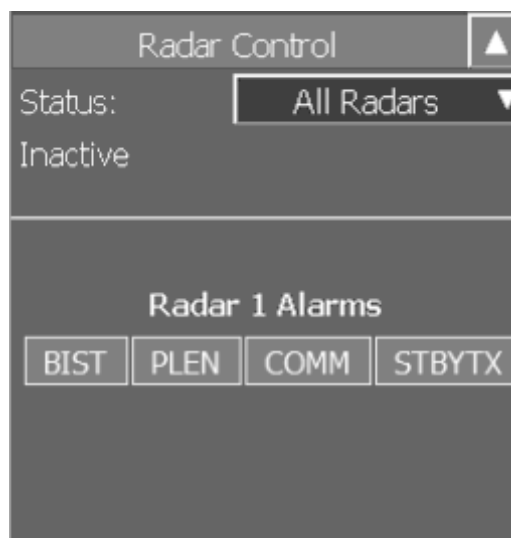 Radar Control
Status: All Radars
Inactive
Radar 1 Alarms
BIST PLEN COMM STBYTX